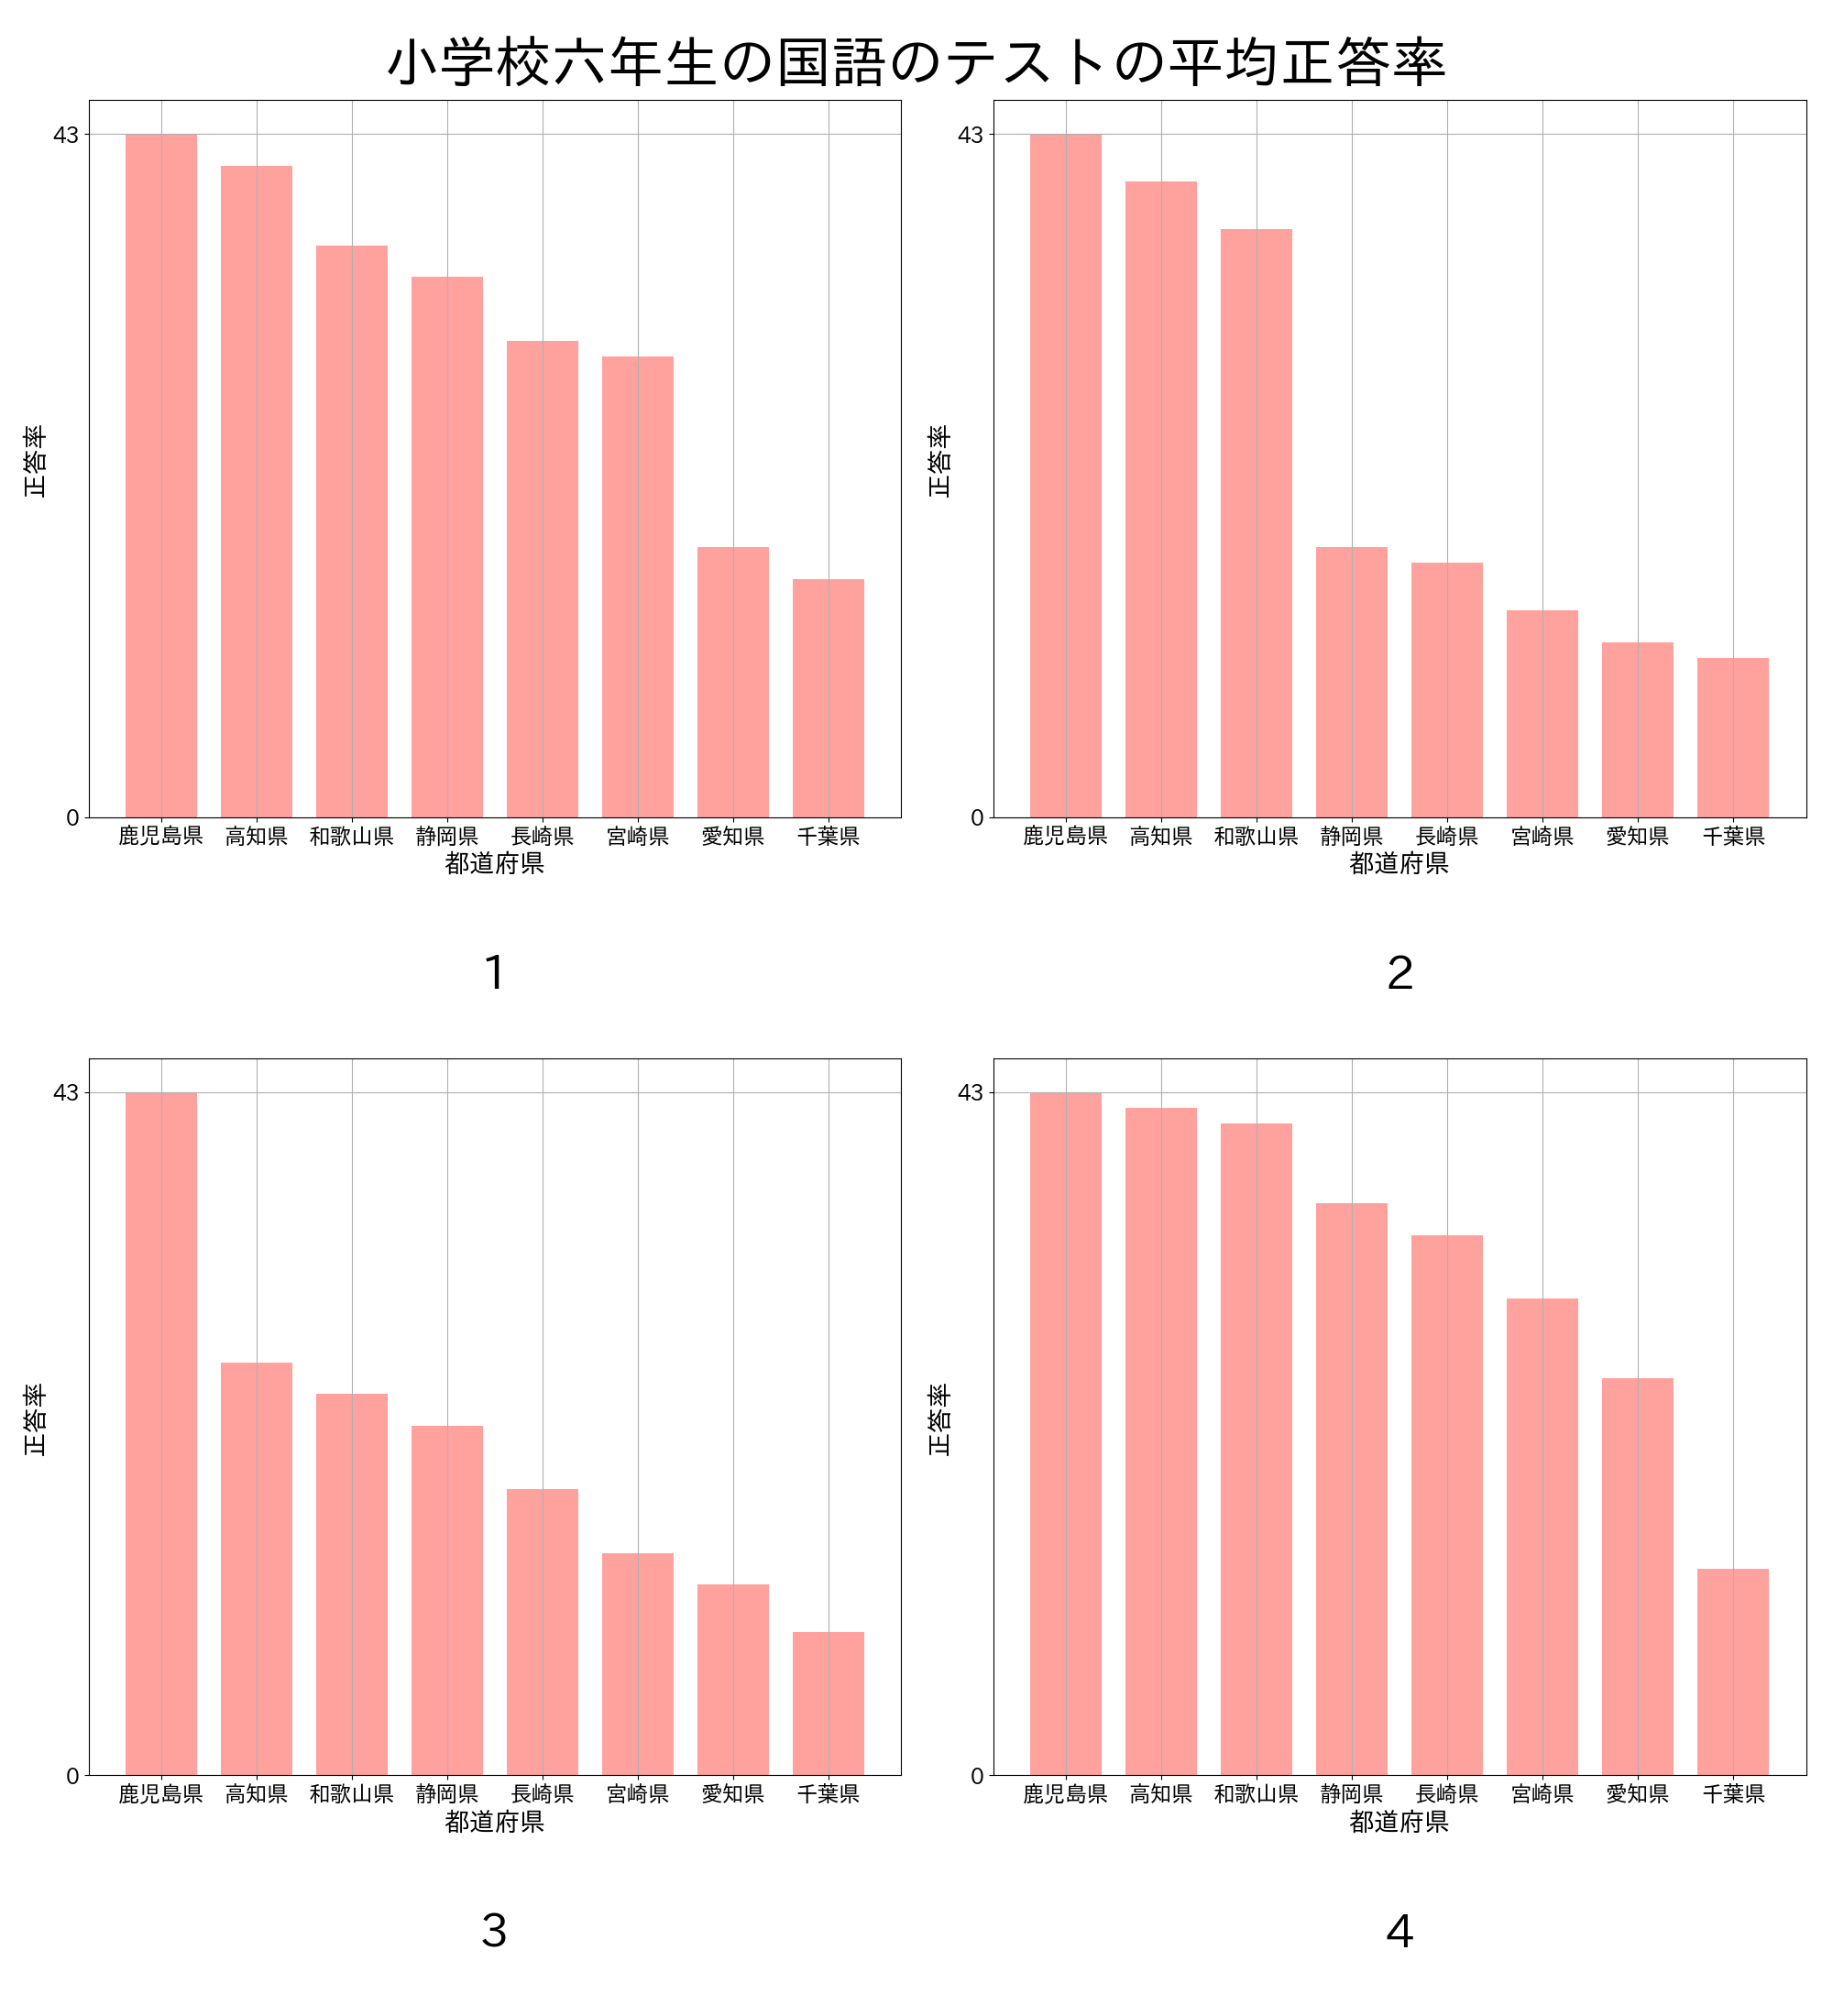 小学校六年生の国語のテストの平均正答率
43
0
正答率
鹿児島県 高知県 和歌山県 静岡県 長崎県 宮崎県 愛知県 千葉県
都道府県
1
43
0
正答率
鹿児島県 高知県 和歌山県 静岡県 長崎県 宮崎県 愛知県 千葉県
都道府県
2
43
0
正答率
鹿児島県 高知県 和歌山県 静岡県 長崎県 宮崎県 愛知県 千葉県
都道府県
3
43
0
正答率
鹿児島県 高知県 和歌山県 静岡県 長崎県 宮崎県 愛知県 千葉県
都道府県
4